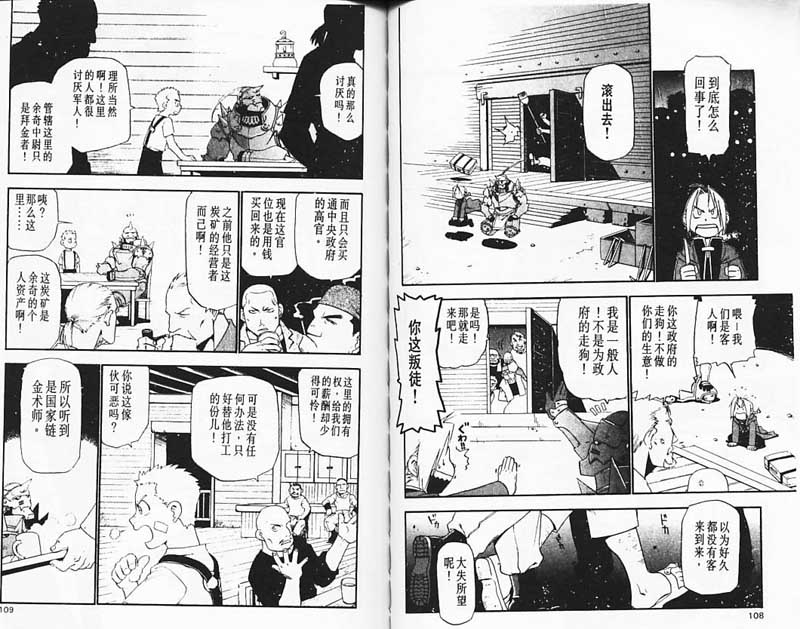 到底怎么
回事了！
滚出去！
喂－我
们是客
人啊！
你这政府的
走狗！不做
你们的生意！
我是一般人
！不是为政
府的走狗！
是吗！
那就走
来吧！
你这叛徒！
以为好久
都没有客
来到来，
大失所望
呢！
108
真的那么
讨厌吗！
理所当然
啊！这里
的人都很
讨厌军人！
管辖这里的
余奇中尉只
是拜金者！
而且只会买
通中央政府
的高官。
现在这官
位也是用钱
买回来的。
之前他只是这
炭矿的经营者
而己啊！
咦？
那么这
里……
这炭矿是
余奇的个
人资产啊！
这里的拥有
权，给我们
的薪酬却少
得可怜！
可是没有任
何办法，只
好替他打工
的份儿！
你说这傢
伙可恶吗？
所以听到
是国家链
金术师。
109